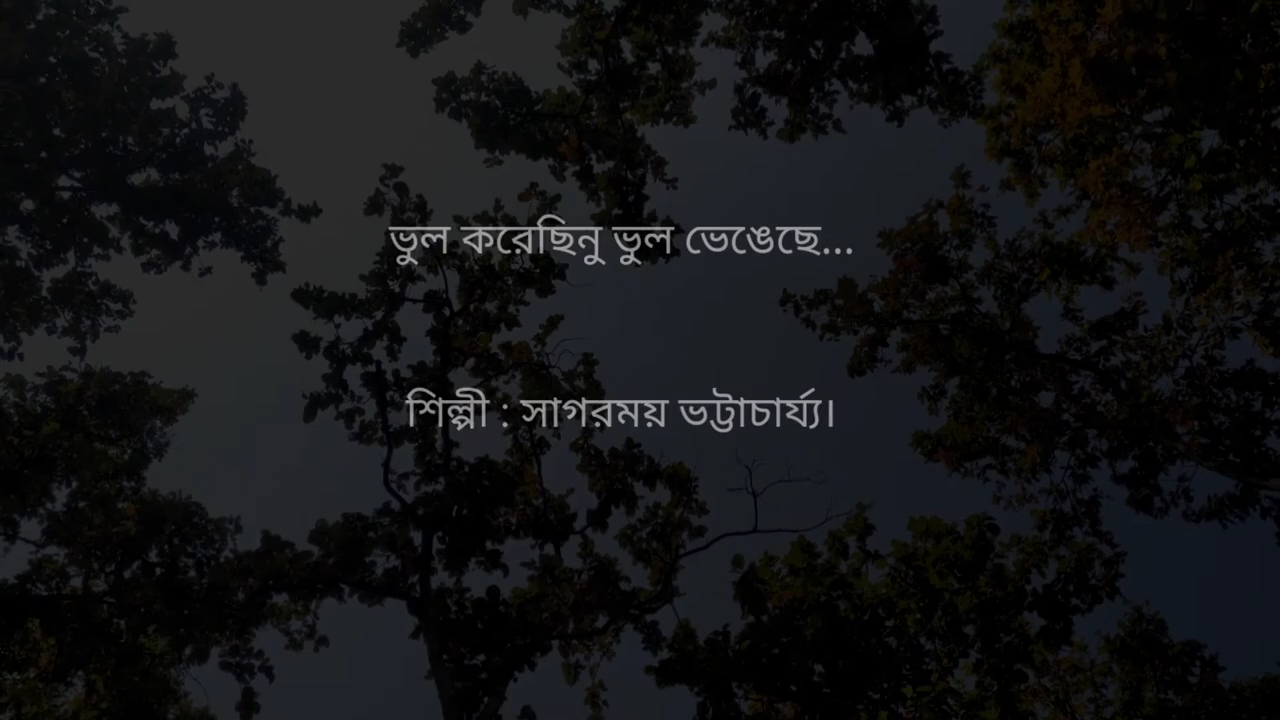 ভুল করেছিনু ভুল ভেঙেছে...
শিল্পী : সাগরময় ভট্টাচার্য্য।